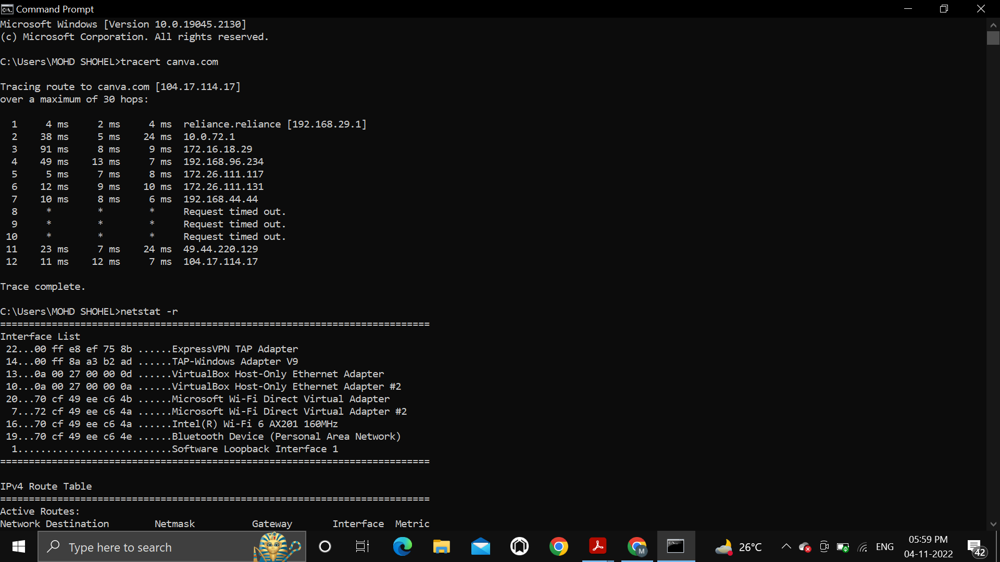 Command Prompt
Microsoft Windows [Version 10.0.19045.2130]
(c) Microsoft Corporation. All rights reserved.
C:\Users\MOHD SHOHEL>tracert canva.com
Tracing route to canva.com [104.17.114.17]
over a maximum of 30 hops:
1 4 ms 2 ms 4 ms reliance.reliance [192.168.29.1]
2 38 ms 5 ms 24 ms 10.0.72.1
3 91 ms 8 ms 9 ms 172.16.18.29
4 49 ms 13 ms 7 ms 192.168.96.234
5 5 ms 7 ms 8 ms 172.26.111.117
6 12 ms 9 ms 10 ms 172.26.111.131
7 10 ms 8 ms 6 ms 192.168.44.44
8 * * * Request timed out.
9 * * * Request timed out.
10 * * * Request timed out.
11 23 ms 7 ms 24 ms 49.44.220.129
12 11 ms 12 ms 7 ms 104.17.114.17
Trace complete.
C:\Users\MOHD SHOHEL>netstat -r
===========================================================================
Interface List
22...00 ff e8 ef 75 8b ......ExpressVPN TAP Adapter
14...00 ff 8a a3 b2 ad ......TAP-Windows Adapter V9
13...0a 00 27 00 00 0d ......VirtualBox Host-Only Ethernet Adapter
10...0a 00 27 00 00 0a ......VirtualBox Host-Only Ethernet Adapter #2
20...70 cf 49 ee c6 4b ......Microsoft Wi-Fi Direct Virtual Adapter
7...72 cf 49 ee c6 4a ......Microsoft Wi-Fi Direct Virtual Adapter #2
16...70 cf 49 ee c6 4a ......Intel(R) Wi-Fi 6 AX201 160MHz
19...70 cf 49 ee c6 4e ......Bluetooth Device (Personal Area Network)
1...........................Software Loopback Interface 1
===========================================================================
IPv4 Route Table
===========================================================================
Active Routes:
Network Destination Netmask Gateway Interface Metric
Type here to search
M
26°C
ENG
05:59 PM
04-11-2022
42